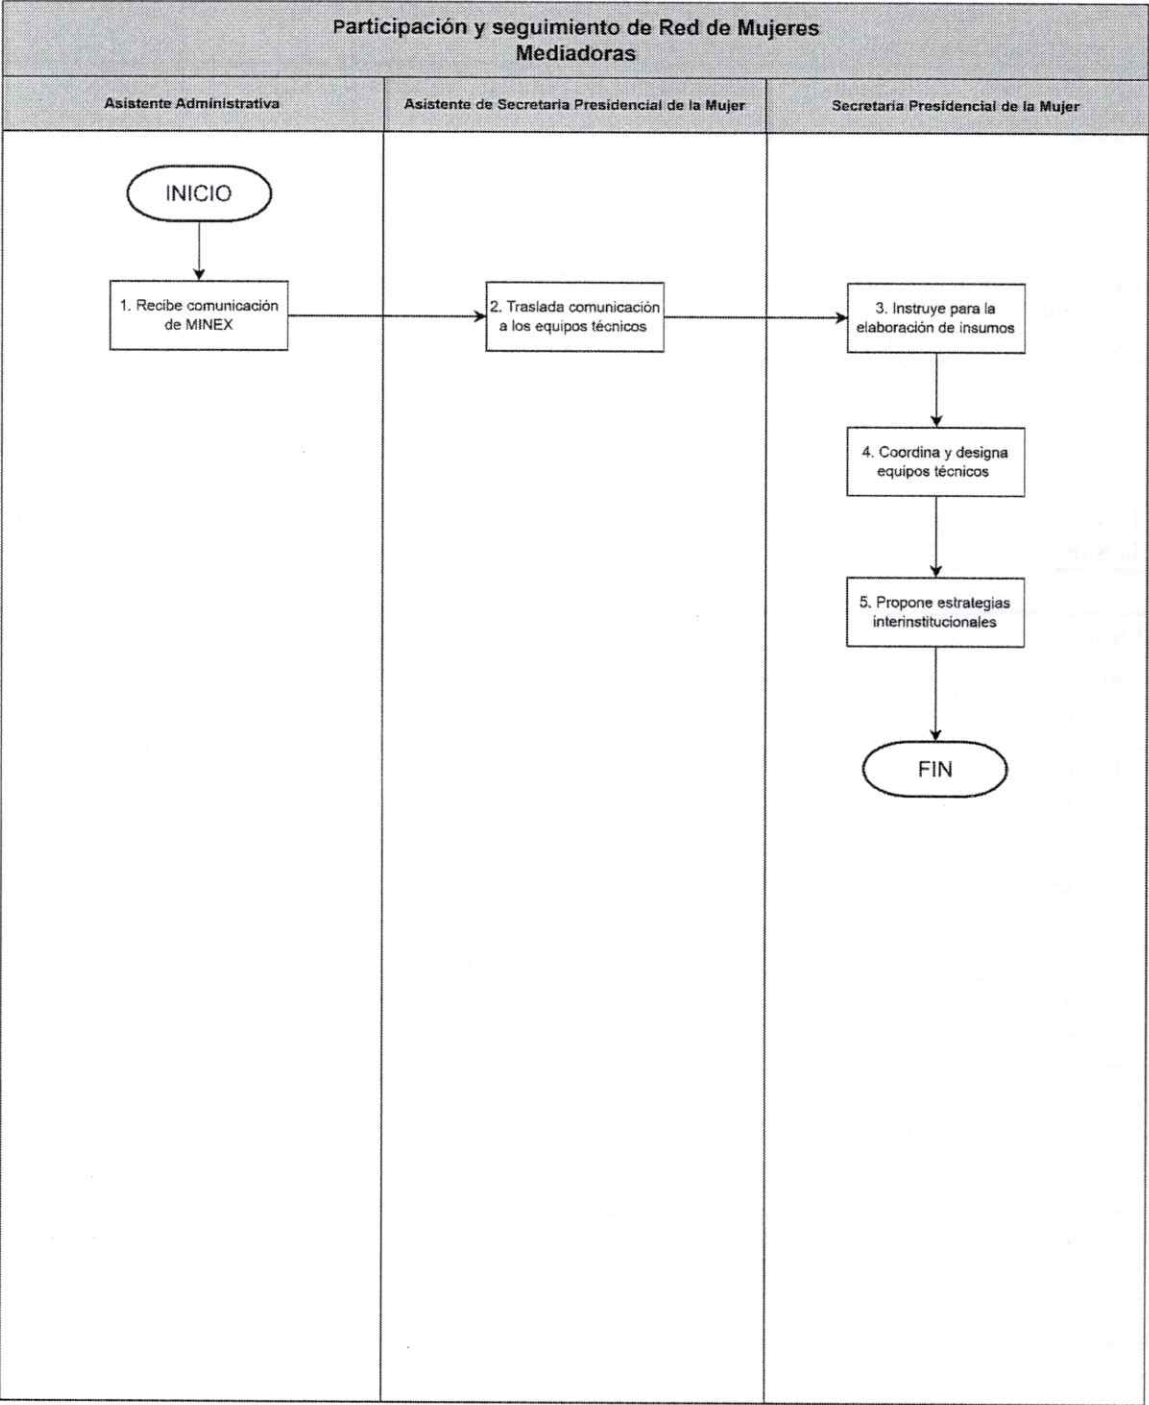 Participación y seguimiento de Red de Mujeres
Mediadoras
Asistente Administrativa
Asistente de Secretaria Presidencial de la Mujer
Secretaria Presidencial de la Mujer
INICIO
1. Recibe comunicación
de MINEX
2. Traslada comunicación
a los equipos técnicos
3. Instruye para la
elaboración de insumos
4. Coordina y designa
equipos técnicos
5. Propone estrategias
interinstitucionales
FIN